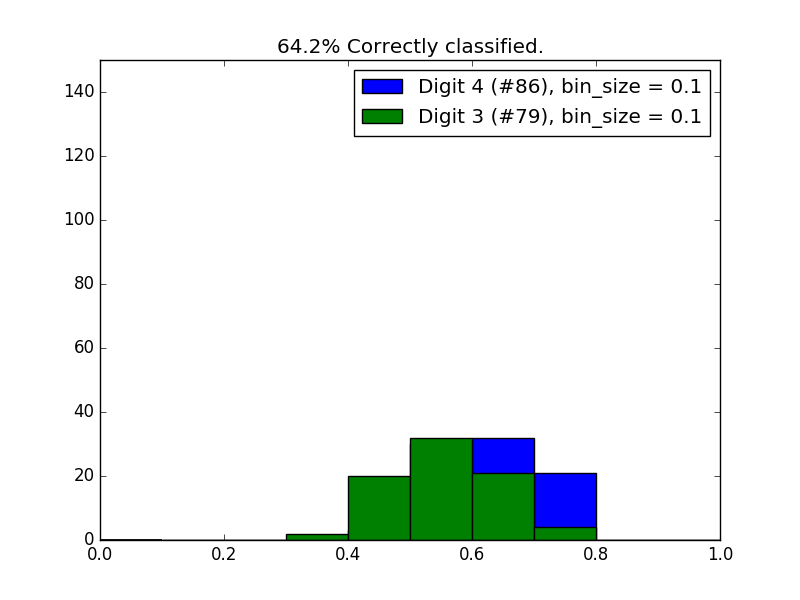 64.2% Correctly classified.
Digit 4 (#86), bin_size = 0.1
Digit 3 (#79), bin_size = 0.1
140
120
100
80
60
40
20
0
0.0 0.2 0.4 0.6 0.8 1.0